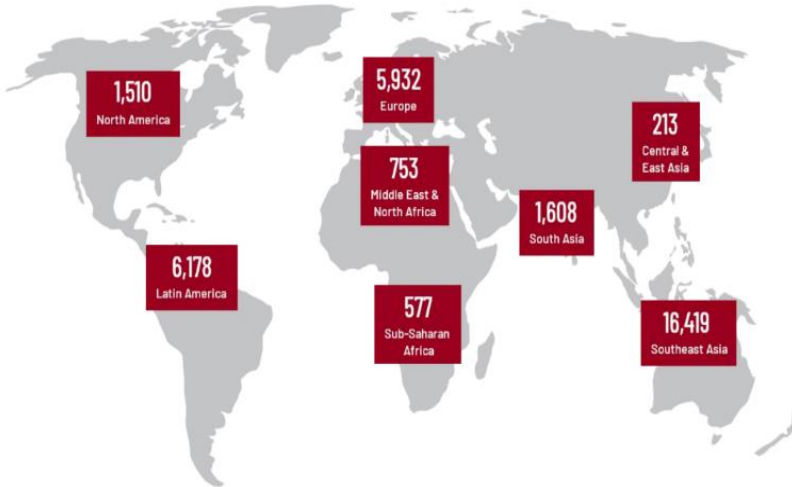 1,510
North America
5,932
Europe
213
Central &
East Asia
753
Middle East &
North Africa
1,608
South Asia
6,178
Latin America
577
Sub-Saharan
Africa
16,419
Southeast Asia